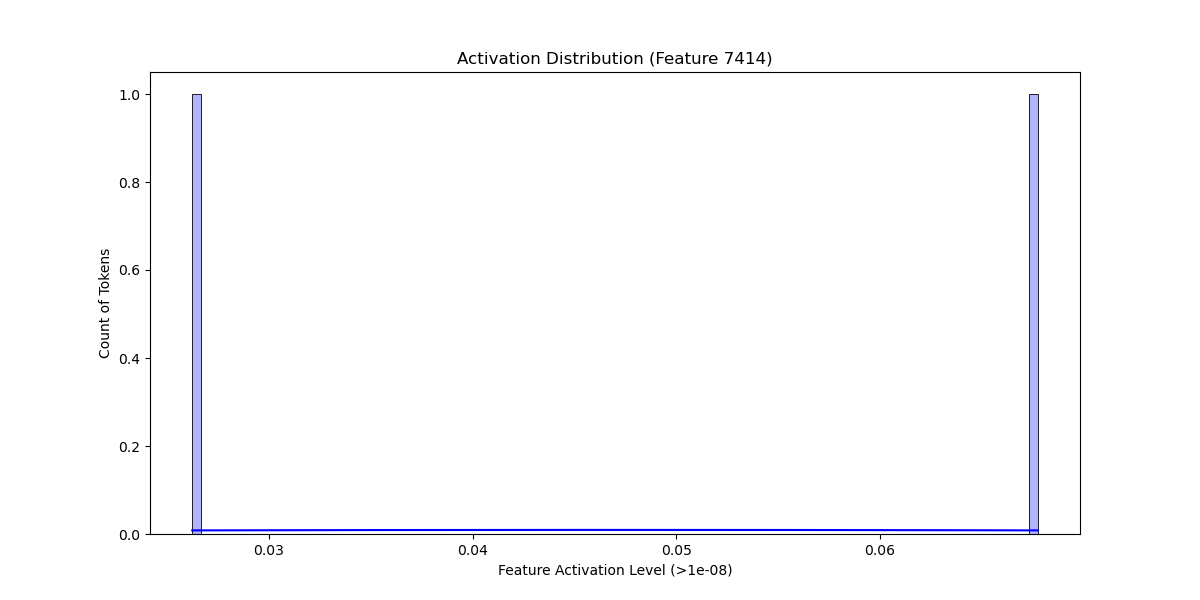 Activation Distribution (Feature 7414)
1.0
0.8
0.6
0.4
0.2
0.0
Count of Tokens
0.03 0.04 0.05 0.06
Feature Activation Level (>1e-08)